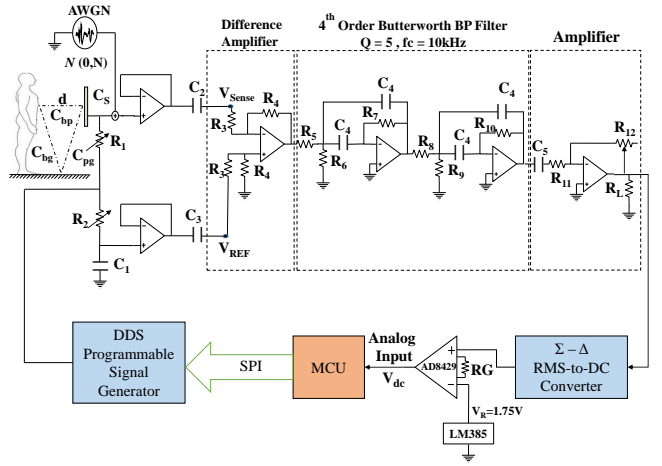 AWGN
N (0,N)
Difference
Amplifier
4th Order Butterworth BP Filter
Q = 5 , fc = 10kHz
Amplifier
d
CS
Cbp
Cbg
Cpg
R1
R2
C1
C2
C3
VSense
VREF
R3
R4
R3
R4
R5
R6
C4
C4
R7
R8
R9
C4
C4
R10
C5
R11
R12
RL
DDS
Programmable
Signal
Generator
SPI
MCU
Analog
Input
Vdc
AD8429
+
−
RG
VR=1.75V
LM385
Σ – Δ
RMS-to-DC
Converter